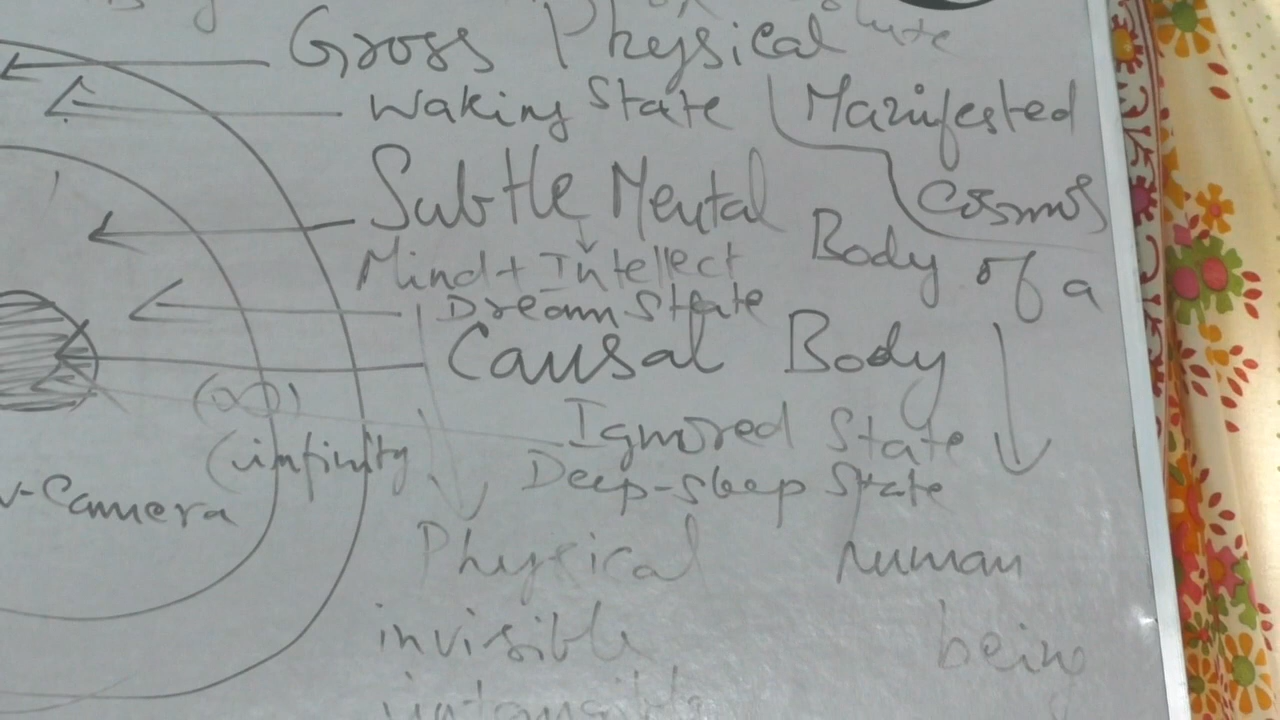 Gross Physical
Waking State Manifested
Subtle Mental Cosmos
Mind + Intellect Body of a
Dream State
Causal Body
(∞) Ignored State
(infinity Deep-sleep State
-Camera
Physical human
invisible being